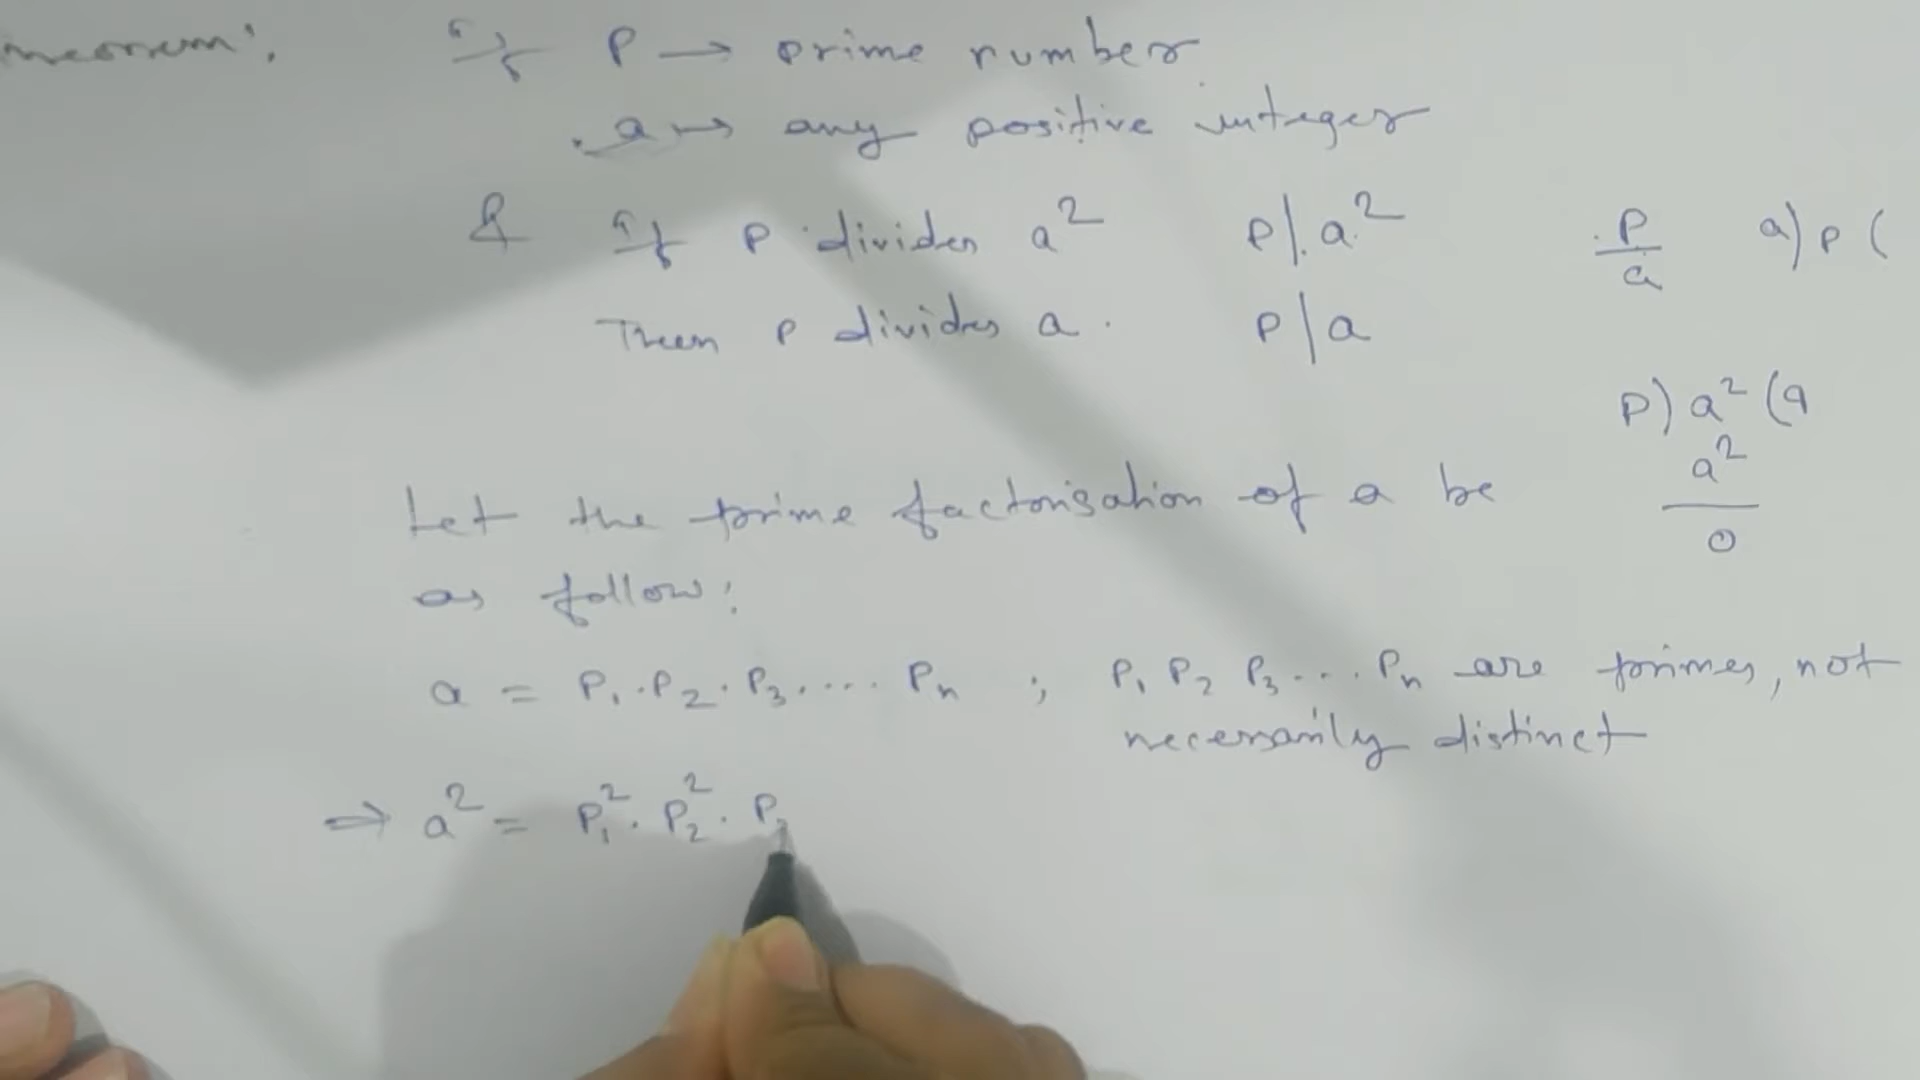 Theorem: If P → prime number
a → any positive integer
& If P divides a² P | a² P/a a) P (
Then P divides a. P | a
P) a² (q
a²
0
Let the prime factorisation of a be
as follow:
a = P₁ . P₂ . P₃ .... Pₙ ; P₁ P₂ P₃ ... Pₙ are primes, not
necessarily distinct
⇒ a² = P₁² . P₂² . P